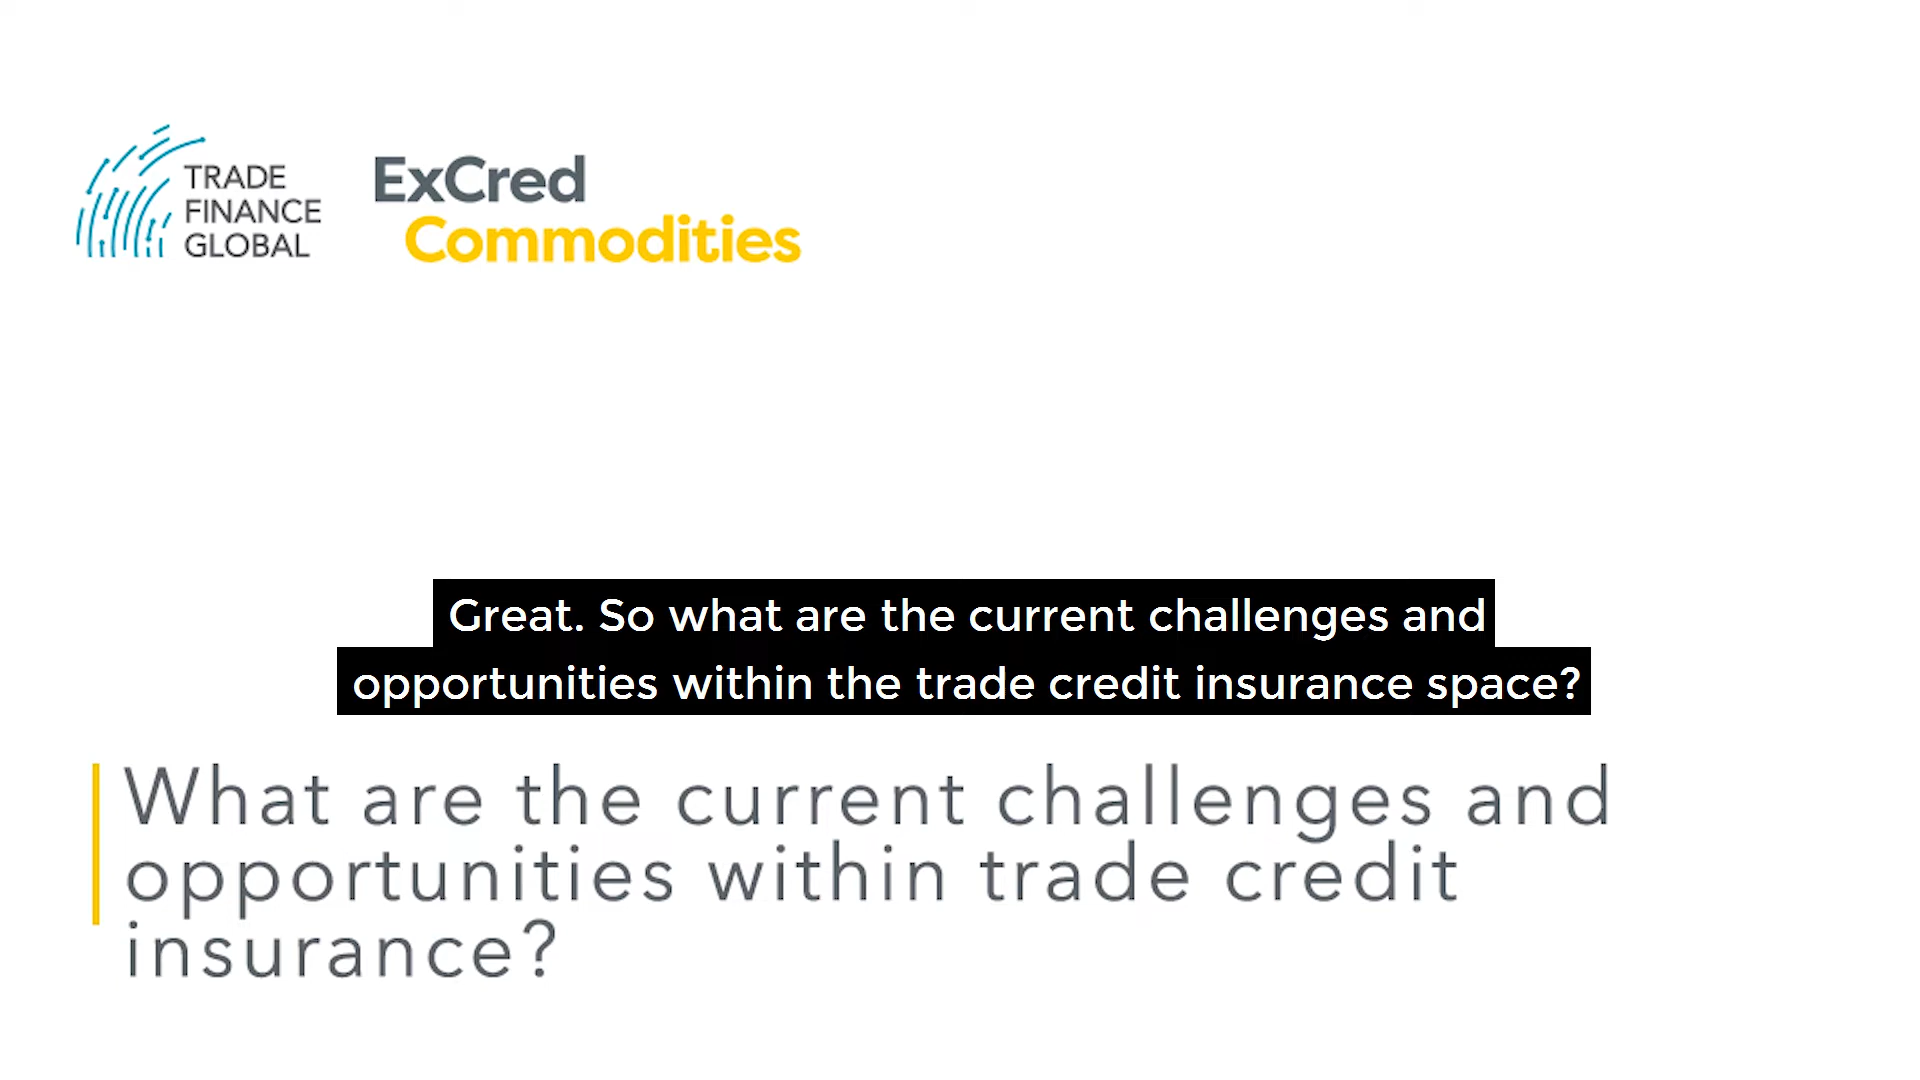 TRADE
FINANCE
GLOBAL
ExCred
Commodities
Great. So what are the current challenges and
opportunities within the trade credit insurance space?
What are the current challenges and
opportunities within trade credit
insurance?